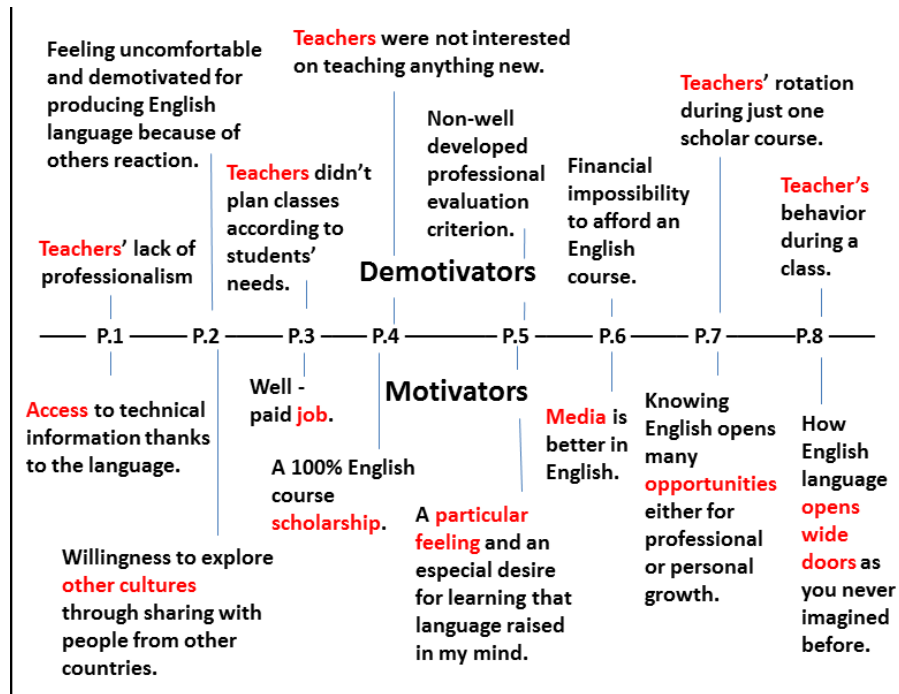 Feeling uncomfortable
and demotivated for
producing English
language because of
others reaction.
Teachers were not interested
on teaching anything new.
Teachers' rotation
during just one
scholar course.
Non-well
developed
professional
evaluation
criterion.
Teachers didn't
plan classes
according to
students'
needs.
Financial
impossibility
to afford an
English
course.
Teacher's
behavior
during a
class.
Teachers' lack of
professionalism
Demotivators
P.1 P.2 P.3 P.4 P.5 P.6 P.7 P.8
Motivators
Access to technical
information thanks
to the language.
Well -
paid job.
A 100% English
course
scholarship.
Media is
better in
English.
Knowing
English opens
many
opportunities
either for
professional
or personal
growth.
How
English
language
opens
wide
doors as
you never
imagined
before.
A particular
feeling and an
especial desire
for learning that
language raised
in my mind.
Willingness to explore
other cultures
through sharing with
people from other
countries.